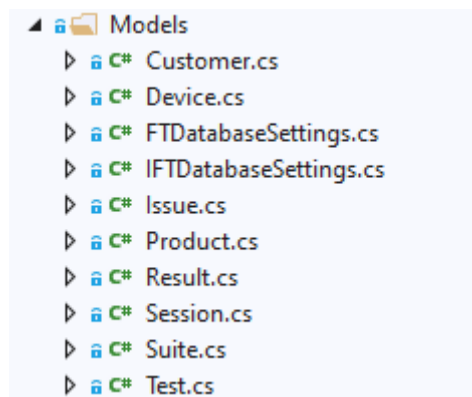 Models
C# Customer.cs
C# Device.cs
C# FTDatabaseSettings.cs
C# IFTDatabaseSettings.cs
C# Issue.cs
C# Product.cs
C# Result.cs
C# Session.cs
C# Suite.cs
C# Test.cs